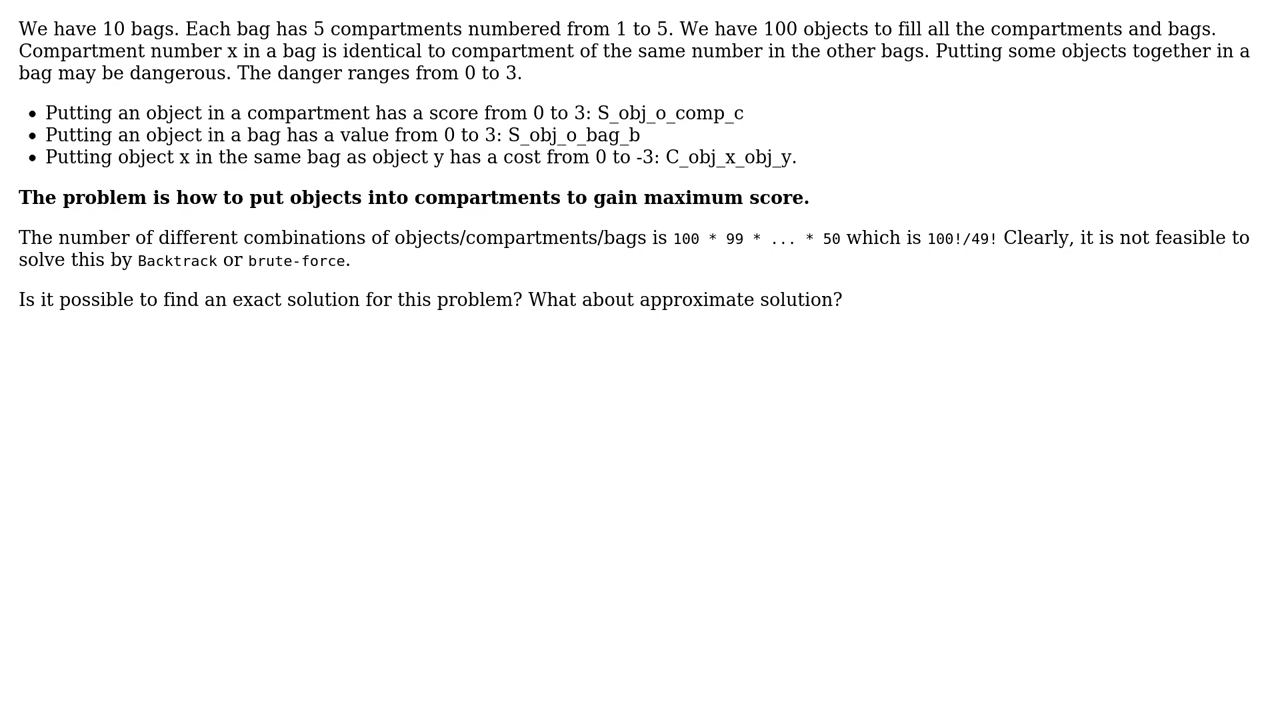 We have 10 bags. Each bag has 5 compartments numbered from 1 to 5. We have 100 objects to fill all the compartments and bags.
Compartment number x in a bag is identical to compartment of the same number in the other bags. Putting some objects together in a
bag may be dangerous. The danger ranges from 0 to 3.
• Putting an object in a compartment has a score from 0 to 3: S_obj_o_comp_c
• Putting an object in a bag has a value from 0 to 3: S_obj_o_bag_b
• Putting object x in the same bag as object y has a cost from 0 to -3: C_obj_x_obj_y.
The problem is how to put objects into compartments to gain maximum score.
The number of different combinations of objects/compartments/bags is 100 * 99 * ... * 50 which is 100!/49! Clearly, it is not feasible to
solve this by Backtrack or brute-force.
Is it possible to find an exact solution for this problem? What about approximate solution?